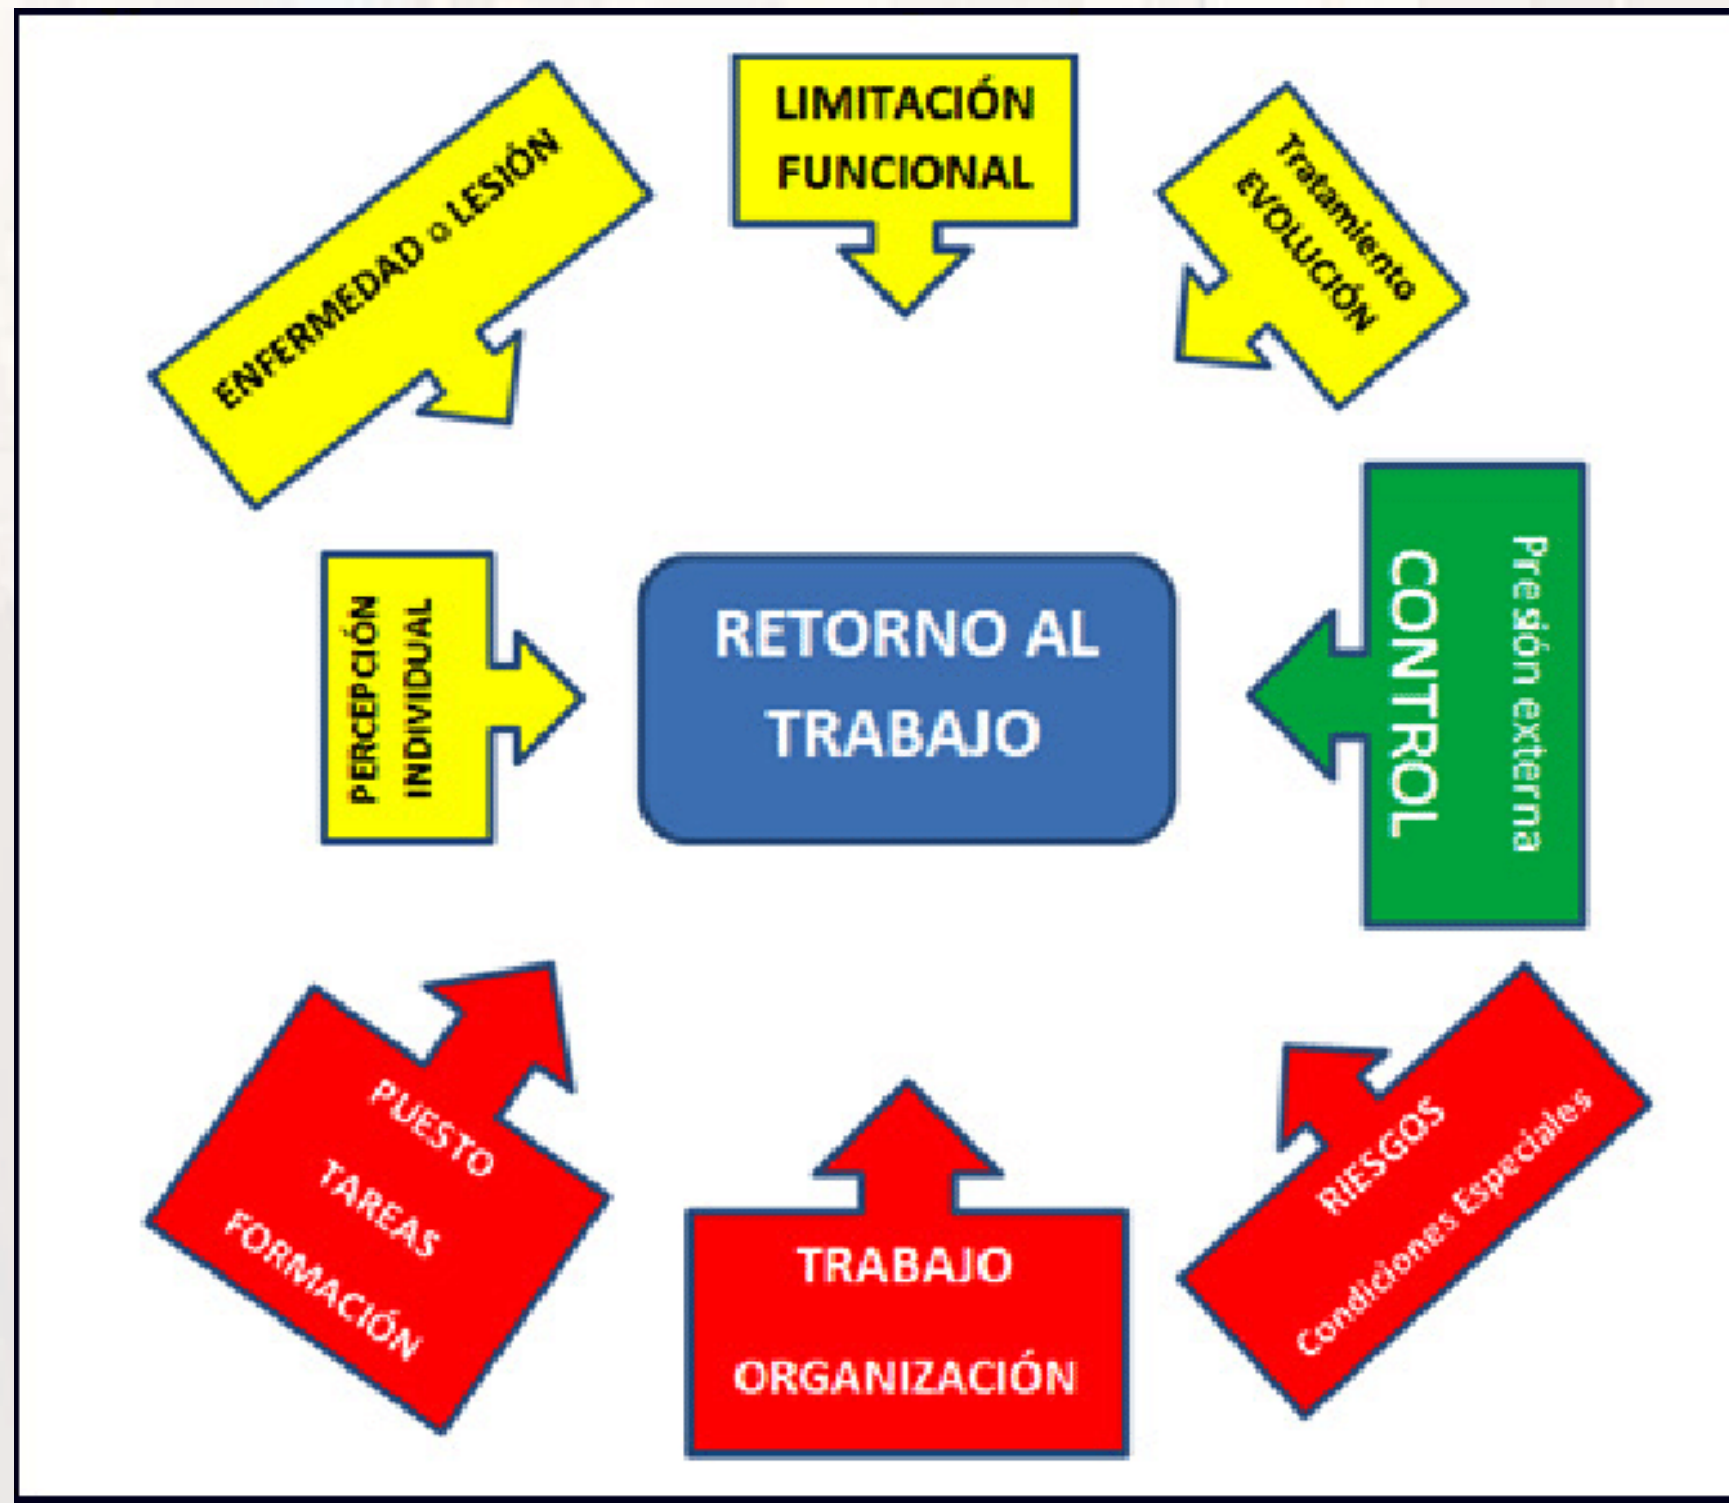 LIMITACIÓN
FUNCIONAL
ENFERMEDAD o LESIÓN
Tratamiento
EVOLUCIÓN
PERCEPCIÓN
INDIVIDUAL
RETORNO AL
TRABAJO
Presión externa
CONTROL
PUESTO
TAREAS
FORMACIÓN
TRABAJO
ORGANIZACIÓN
RIESGOS
Condiciones Especiales